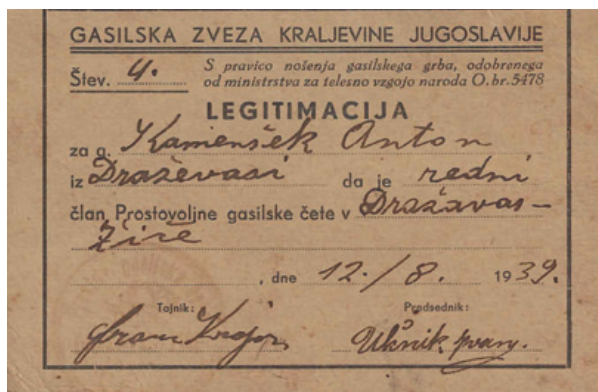 GASILSKA ZVEZA KRALJEVINE JUGOSLAVIJE
Štev. 4. S pravico nošenja gasilskega grba, odobrenega
od ministrstva za telesno vzgojo naroda O. br. 5478
LEGITIMACIJA
za g. Kamenšek Anton
iz Draževasi da je redni
član Prostovoljne gasilske čete v Dražavas-
Žiče
, dne 12./8. 1939.
Tajnik: Predsednik:
Franc